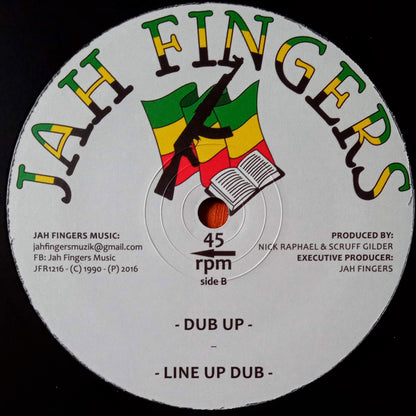 JAH FINGERS
JAH FINGERS MUSIC:
jahfingersmuzik@gmail.com
FB: Jah Fingers Music
JFR1216 - (C) 1990 - (P) 2016
45
rpm
side B
PRODUCED BY:
NICK RAPHAEL & SCRUFF GILDER
EXECUTIVE PRODUCER:
JAH FINGERS
- DUB UP -
–
- LINE UP DUB -